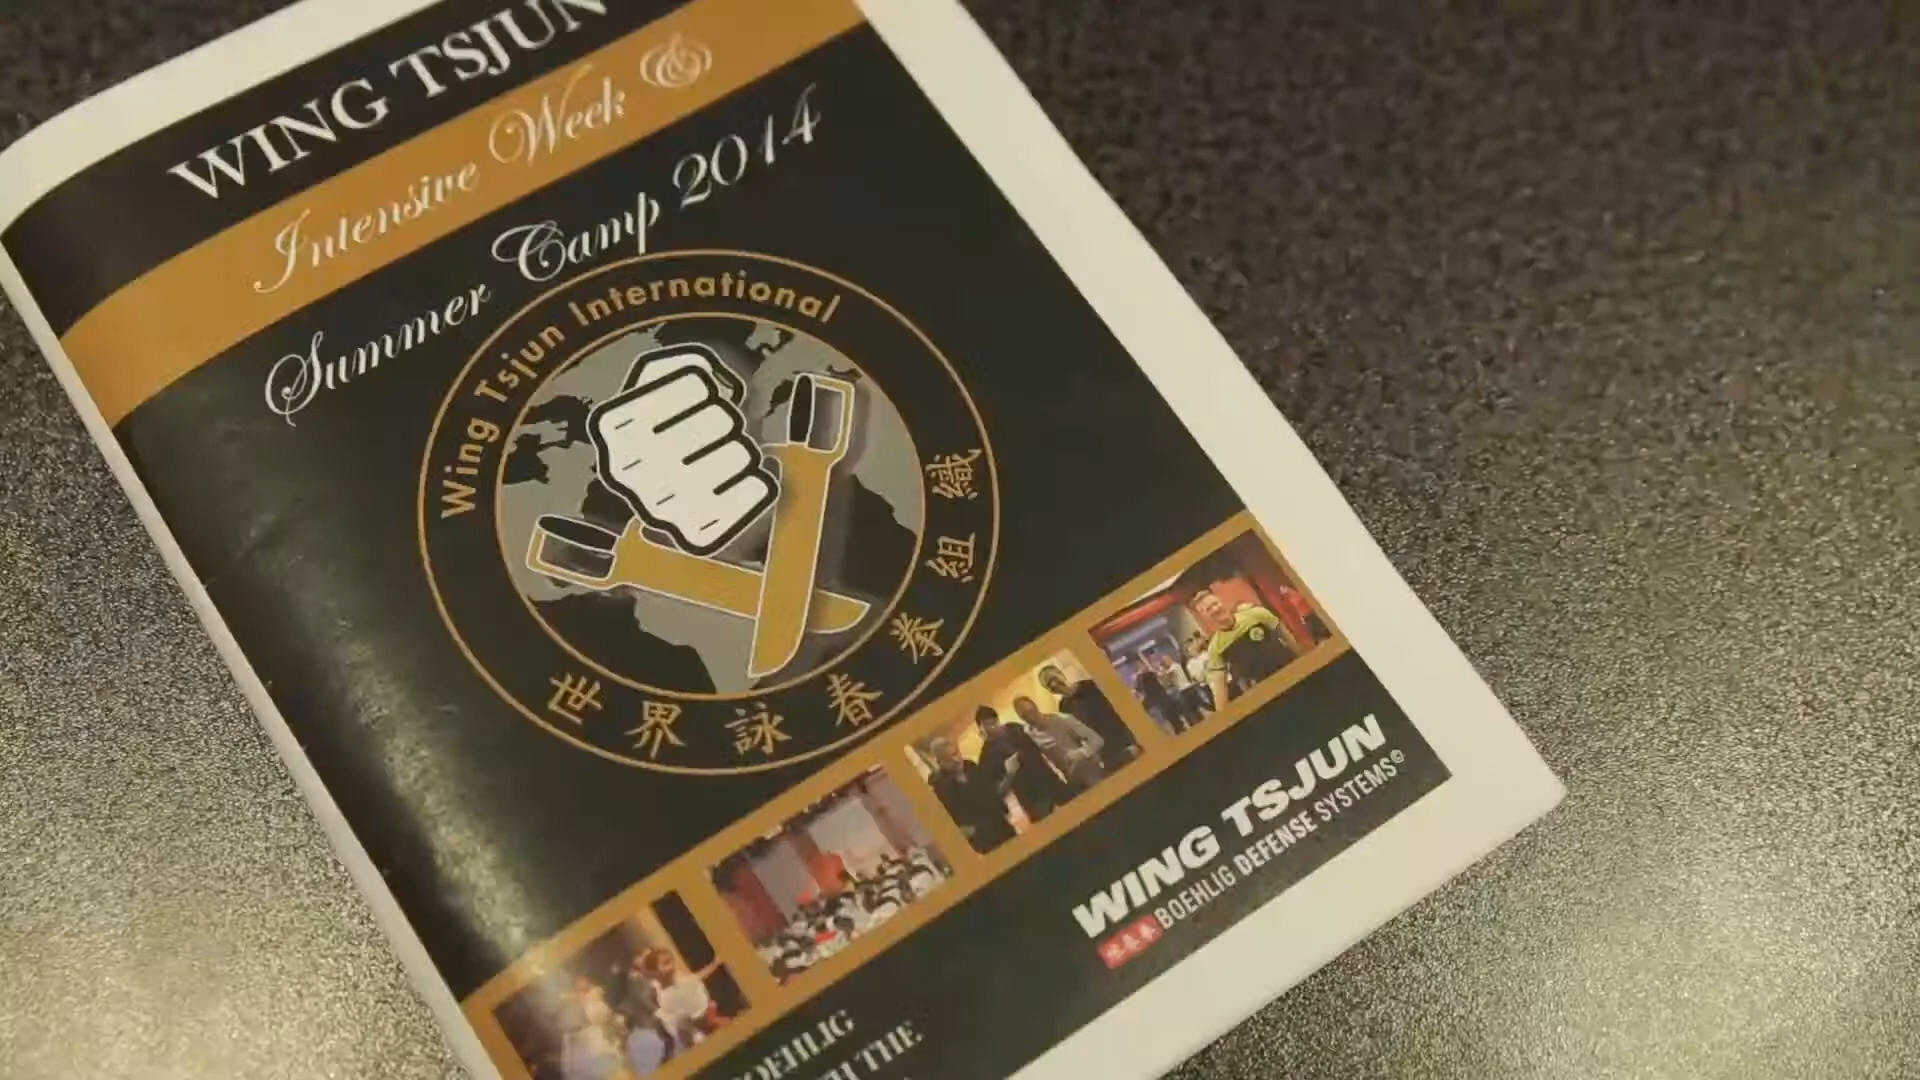 WING TSJUN
Intensive Week &
Summer Camp 2014
Wing Tsjun International
世界詠春拳組織
WING TSJUN
BOEHLIG DEFENSE SYSTEMS©
THE